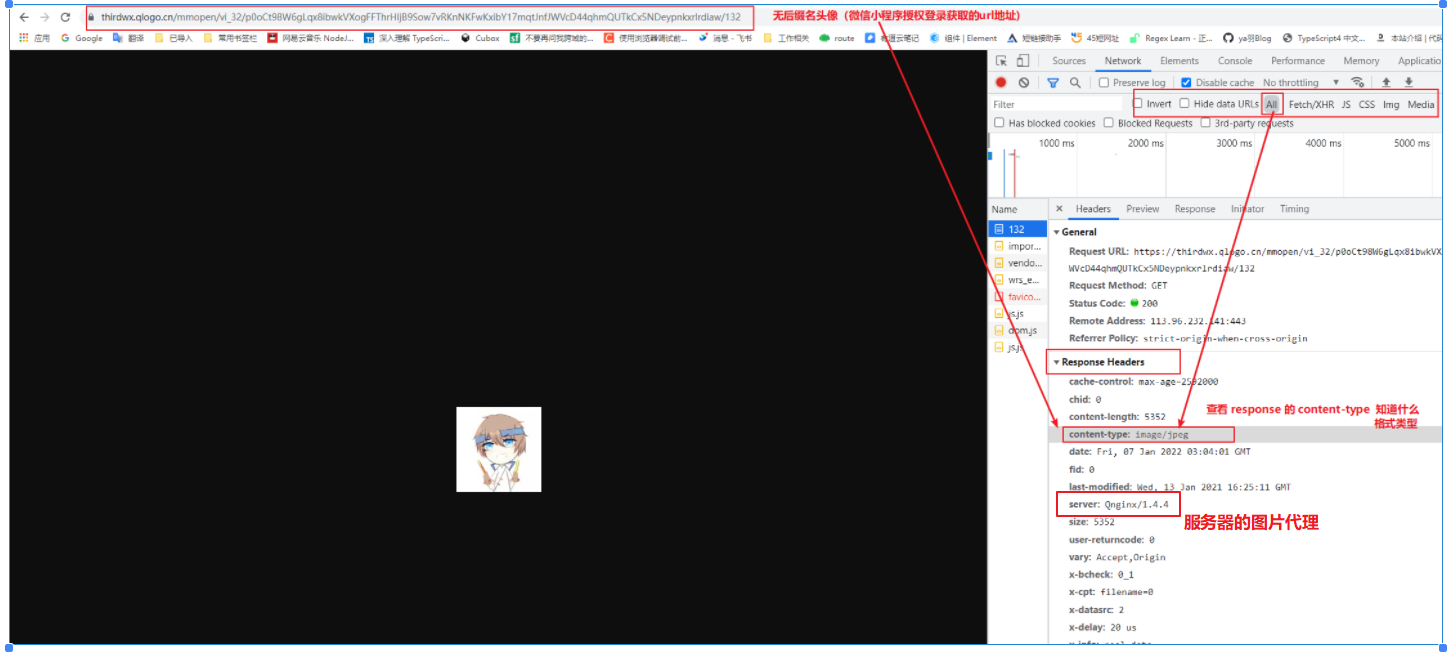 thirdwx.qlogo.cn/mmopen/vi_32/p0oCt98W6gLqx8ibwkVXogFFThrHIjB9Sow7vRKnNKFwKxibY17mqtJnfJWVcD44qhmQUTkCx5NDeypnkxrlrdiaw/132
无后缀名头像（微信小程序授权登录获取的url地址）
应用 Google 翻译 已导入 常用书签栏 网易云音乐 NodeJ... 深入理解 TypeScri... Cubox 不要再问我跨域的... 使用浏览器调试前... 消息 - 飞书 工作相关 route 有道云笔记 组件 | Element 短链接助手 45短网址 Regex Learn - 正... ya羽Blog TypeScript4 中文... 本站介绍 | 代码
Sources Network Elements Console Performance Memory Applicatio
Preserve log Disable cache No throttling
Filter Invert Hide data URLs All Fetch/XHR JS CSS Img Media
Has blocked cookies Blocked Requests 3rd-party requests
1000 ms 2000 ms 3000 ms 4000 ms 5000 ms
Name × Headers Preview Response Initiator Timing
132
impor...
vendo...
wrs_e...
favico...
js.js
dom.js
js.js
General
Request URL: https://thirdwx.qlogo.cn/mmopen/vi_32/p0oCt98W6gLqx8ibwkVX
WVcD44qhmQUTkCx5NDeypnkxrlrdiaw/132
Request Method: GET
Status Code: 200
Remote Address: 113.96.232.141:443
Referrer Policy: strict-origin-when-cross-origin
Response Headers
cache-control: max-age=2592000
chid: 0
content-length: 5352
content-type: image/jpeg
查看 response 的 content-type 知道什么
格式类型
date: Fri, 07 Jan 2022 03:04:01 GMT
fid: 0
last-modified: Wed, 13 Jan 2021 16:25:11 GMT
server: Qnginx/1.4.4
服务器的图片代理
size: 5352
user-returncode: 0
vary: Accept,Origin
x-bcheck: 0_1
x-cpt: filename=0
x-datasrc: 2
x-delay: 20 us